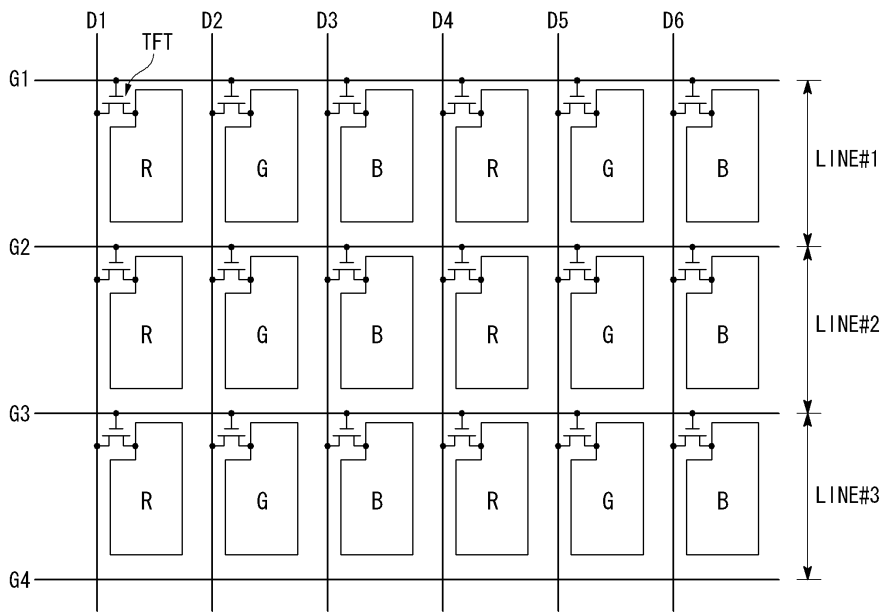 D1 D2 D3 D4 D5 D6
TFT
G1
R G B R G B
LINE#1
G2
R G B R G B
LINE#2
G3
R G B R G B
LINE#3
G4